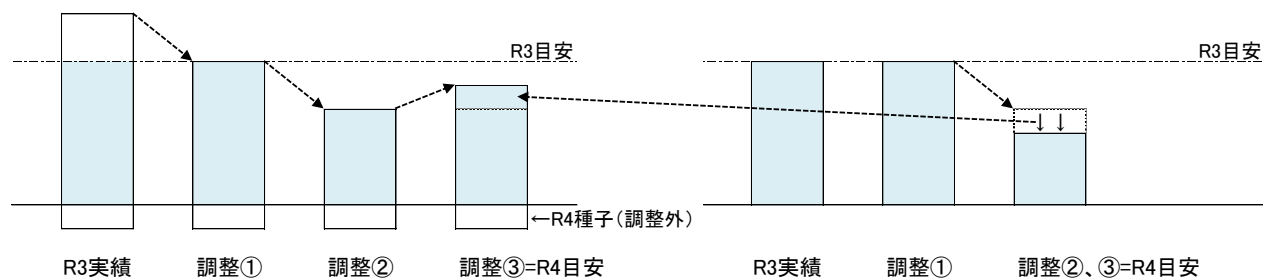 R3目安
R3目安
↓ ↓
←R4種子（調整外）
R3実績 調整① 調整② 調整③=R4目安
R3実績 調整① 調整②、③=R4目安